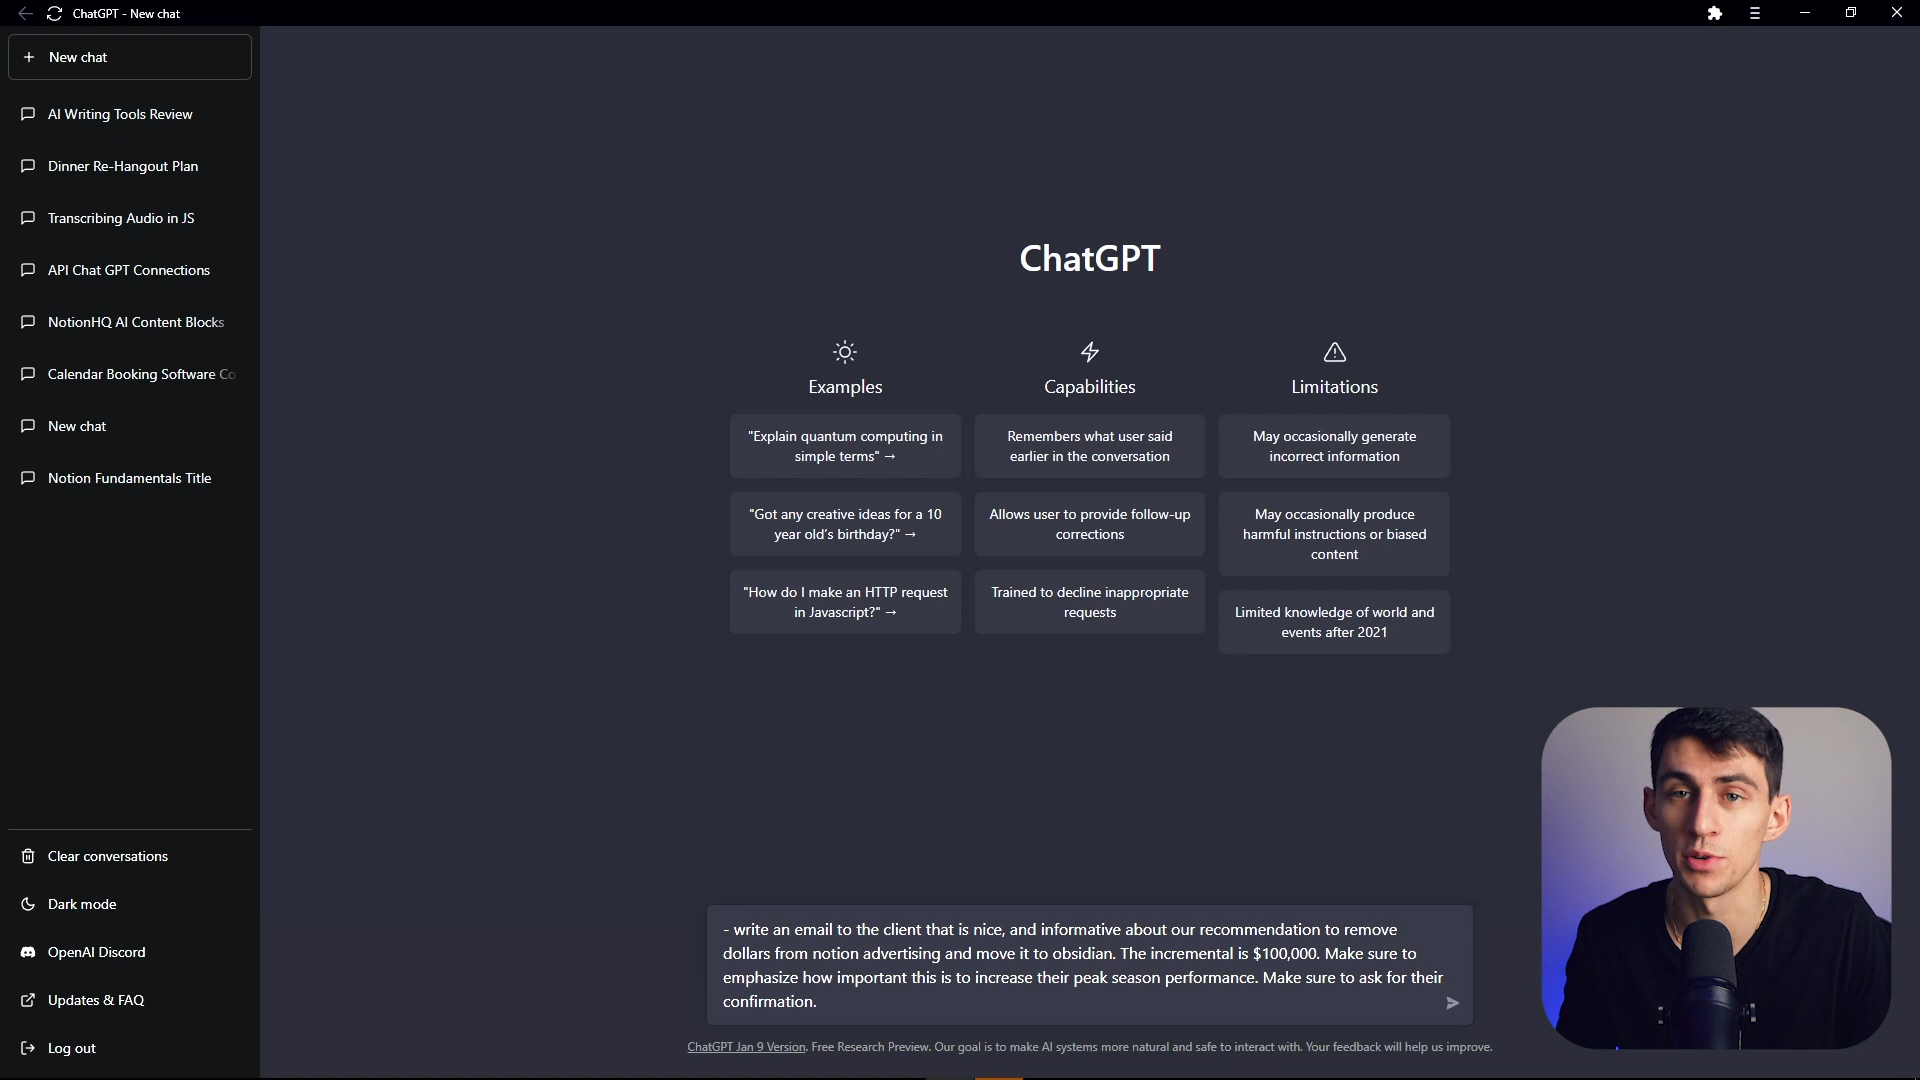 ChatGPT - New chat
New chat
AI Writing Tools Review
Dinner Re-Hangout Plan
Transcribing Audio in JS
API Chat GPT Connections
NotionHQ AI Content Blocks
Calendar Booking Software Co
New chat
Notion Fundamentals Title
Clear conversations
Dark mode
OpenAI Discord
Updates & FAQ
Log out
ChatGPT
Examples
"Explain quantum computing in
simple terms" →
"Got any creative ideas for a 10
year old's birthday?" →
"How do I make an HTTP request
in Javascript?" →
Capabilities
Remembers what user said
earlier in the conversation
Allows user to provide follow-up
corrections
Trained to decline inappropriate
requests
Limitations
May occasionally generate
incorrect information
May occasionally produce
harmful instructions or biased
content
Limited knowledge of world and
events after 2021
- write an email to the client that is nice, and informative about our recommendation to remove
dollars from notion advertising and move it to obsidian. The incremental is $100,000. Make sure to
emphasize how important this is to increase their peak season performance. Make sure to ask for their
confirmation.
ChatGPT Jan 9 Version. Free Research Preview. Our goal is to make AI systems more natural and safe to interact with. Your feedback will help us improve.